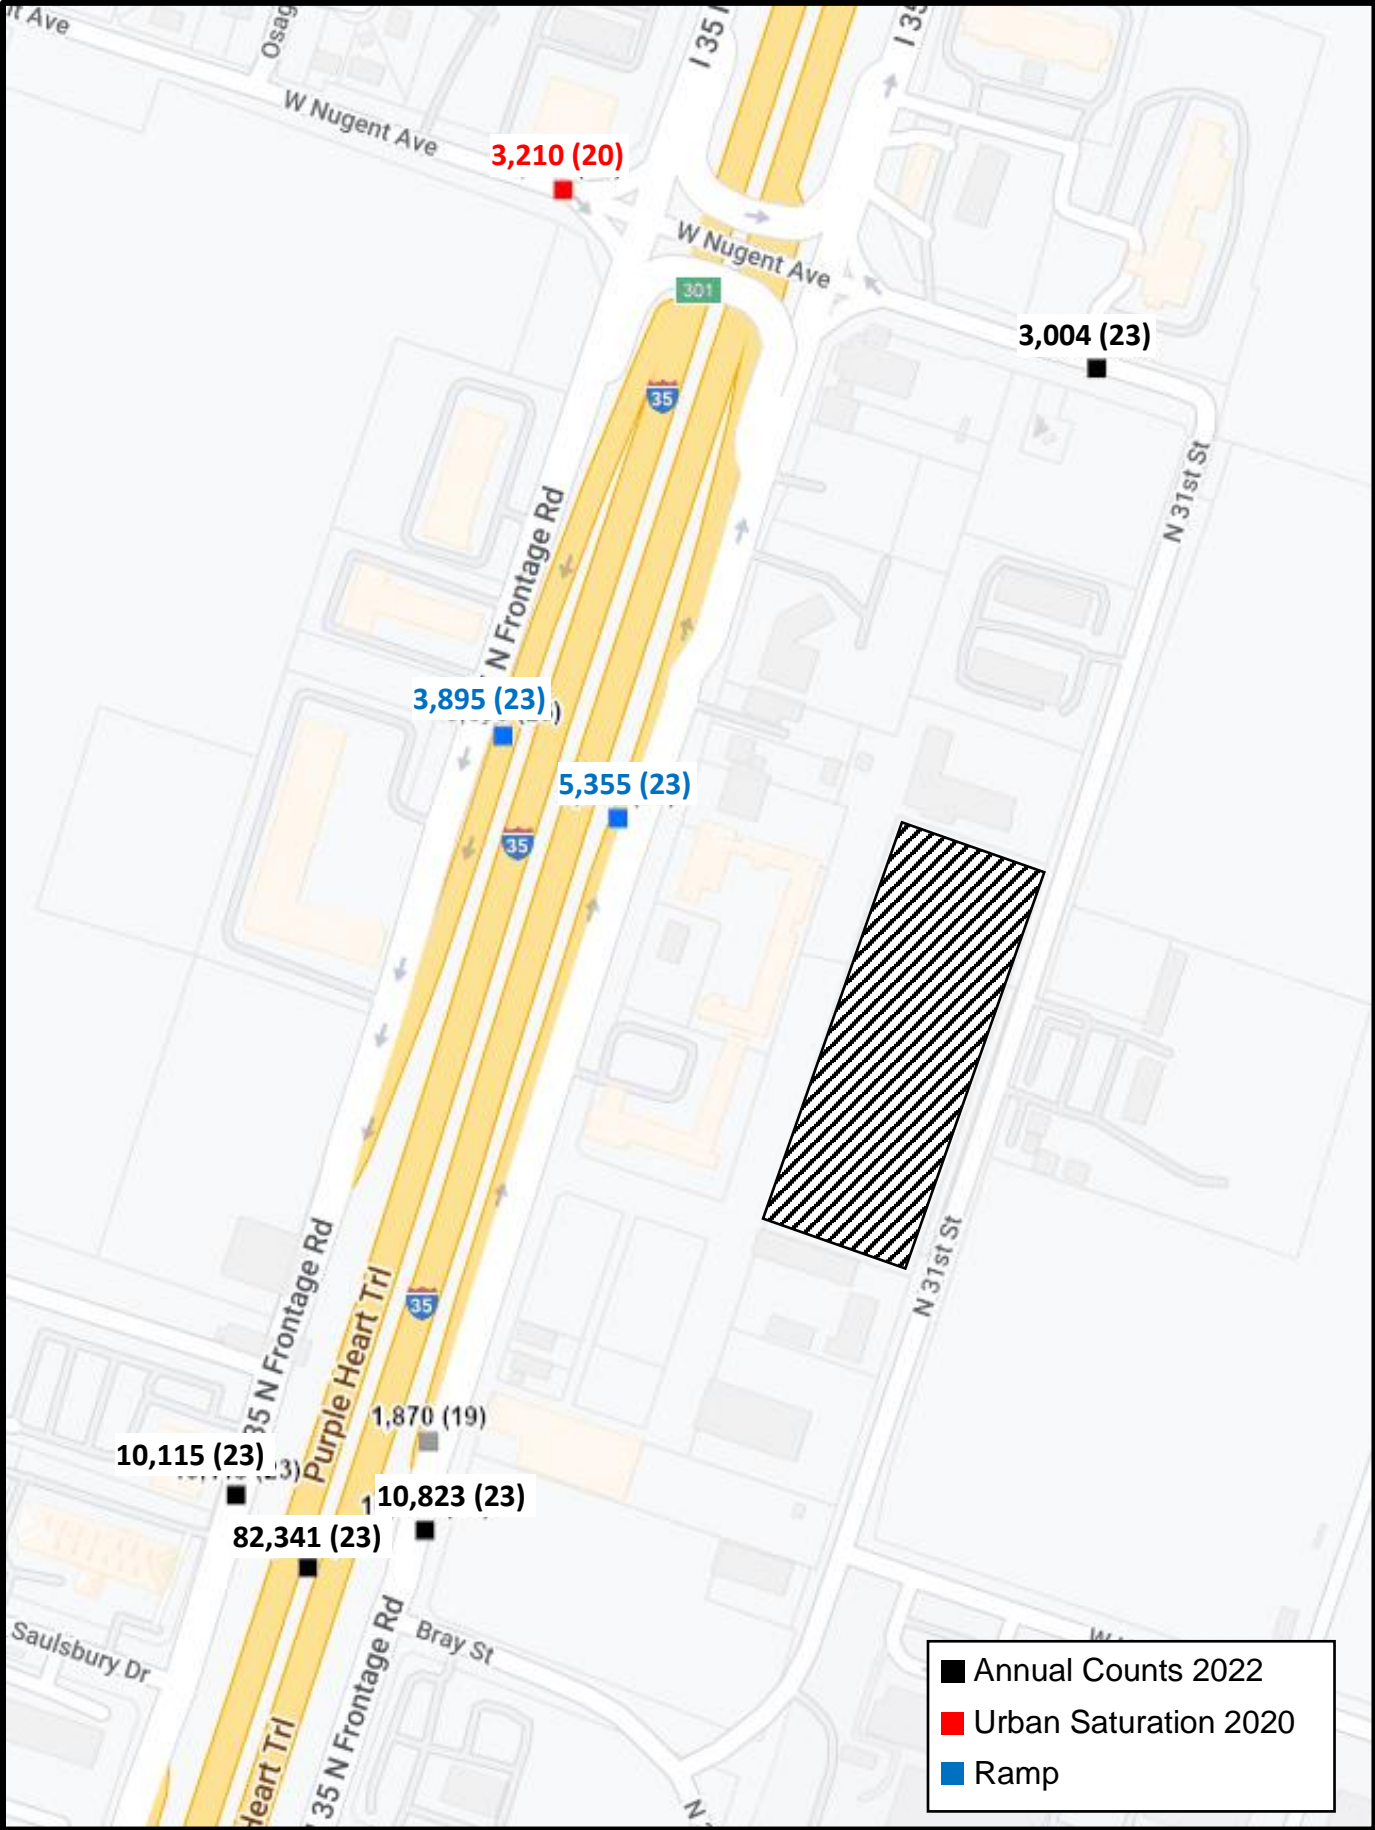 Ave
Osag
I 35
I 35
W Nugent Ave
3,210 (20)
W Nugent Ave
301
3,004 (23)
35
N 31st St
N Frontage Rd
3,895 (23)
5,355 (23)
35
N 31st St
35 N Frontage Rd
Purple Heart Trl
35
1,870 (19)
10,115 (23)
10,823 (23)
82,341 (23)
Saulsbury Dr
Bray St
35 N Frontage Rd
Heart Trl
N
W
Annual Counts 2022
Urban Saturation 2020
Ramp